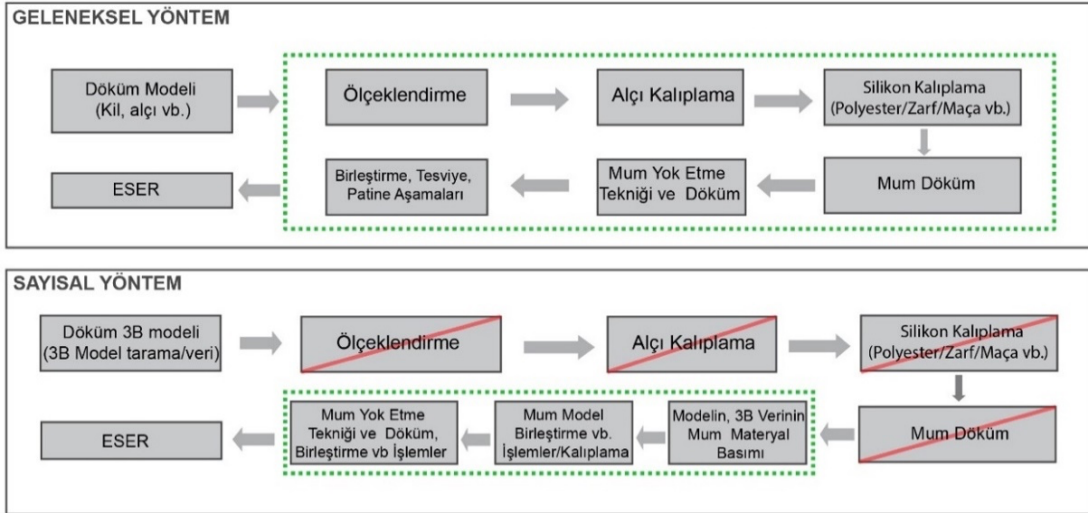 GELENEKSEL YÖNTEM
Döküm Modeli
(Kil, alçı vb.)
Ölçeklendirme
Alçı Kalıplama
Silikon Kalıplama
(Polyester/Zarf/Maça vb.)
Mum Döküm
Mum Yok Etme
Tekniği ve Döküm
Birleştirme, Tesviye,
Patine Aşamaları
ESER
SAYISAL YÖNTEM
Döküm 3B modeli
(3B Model tarama/veri)
Ölçeklendirme
Alçı Kalıplama
Silikon Kalıplama
(Polyester/Zarf/Maça vb.)
Mum Döküm
Modelin, 3B Verinin
Mum Materyal
Basımı
Mum Model
Birleştirme vb.
İşlemler/Kalıplama
Mum Yok Etme
Tekniği ve Döküm,
Birleştirme vb İşlemler
ESER